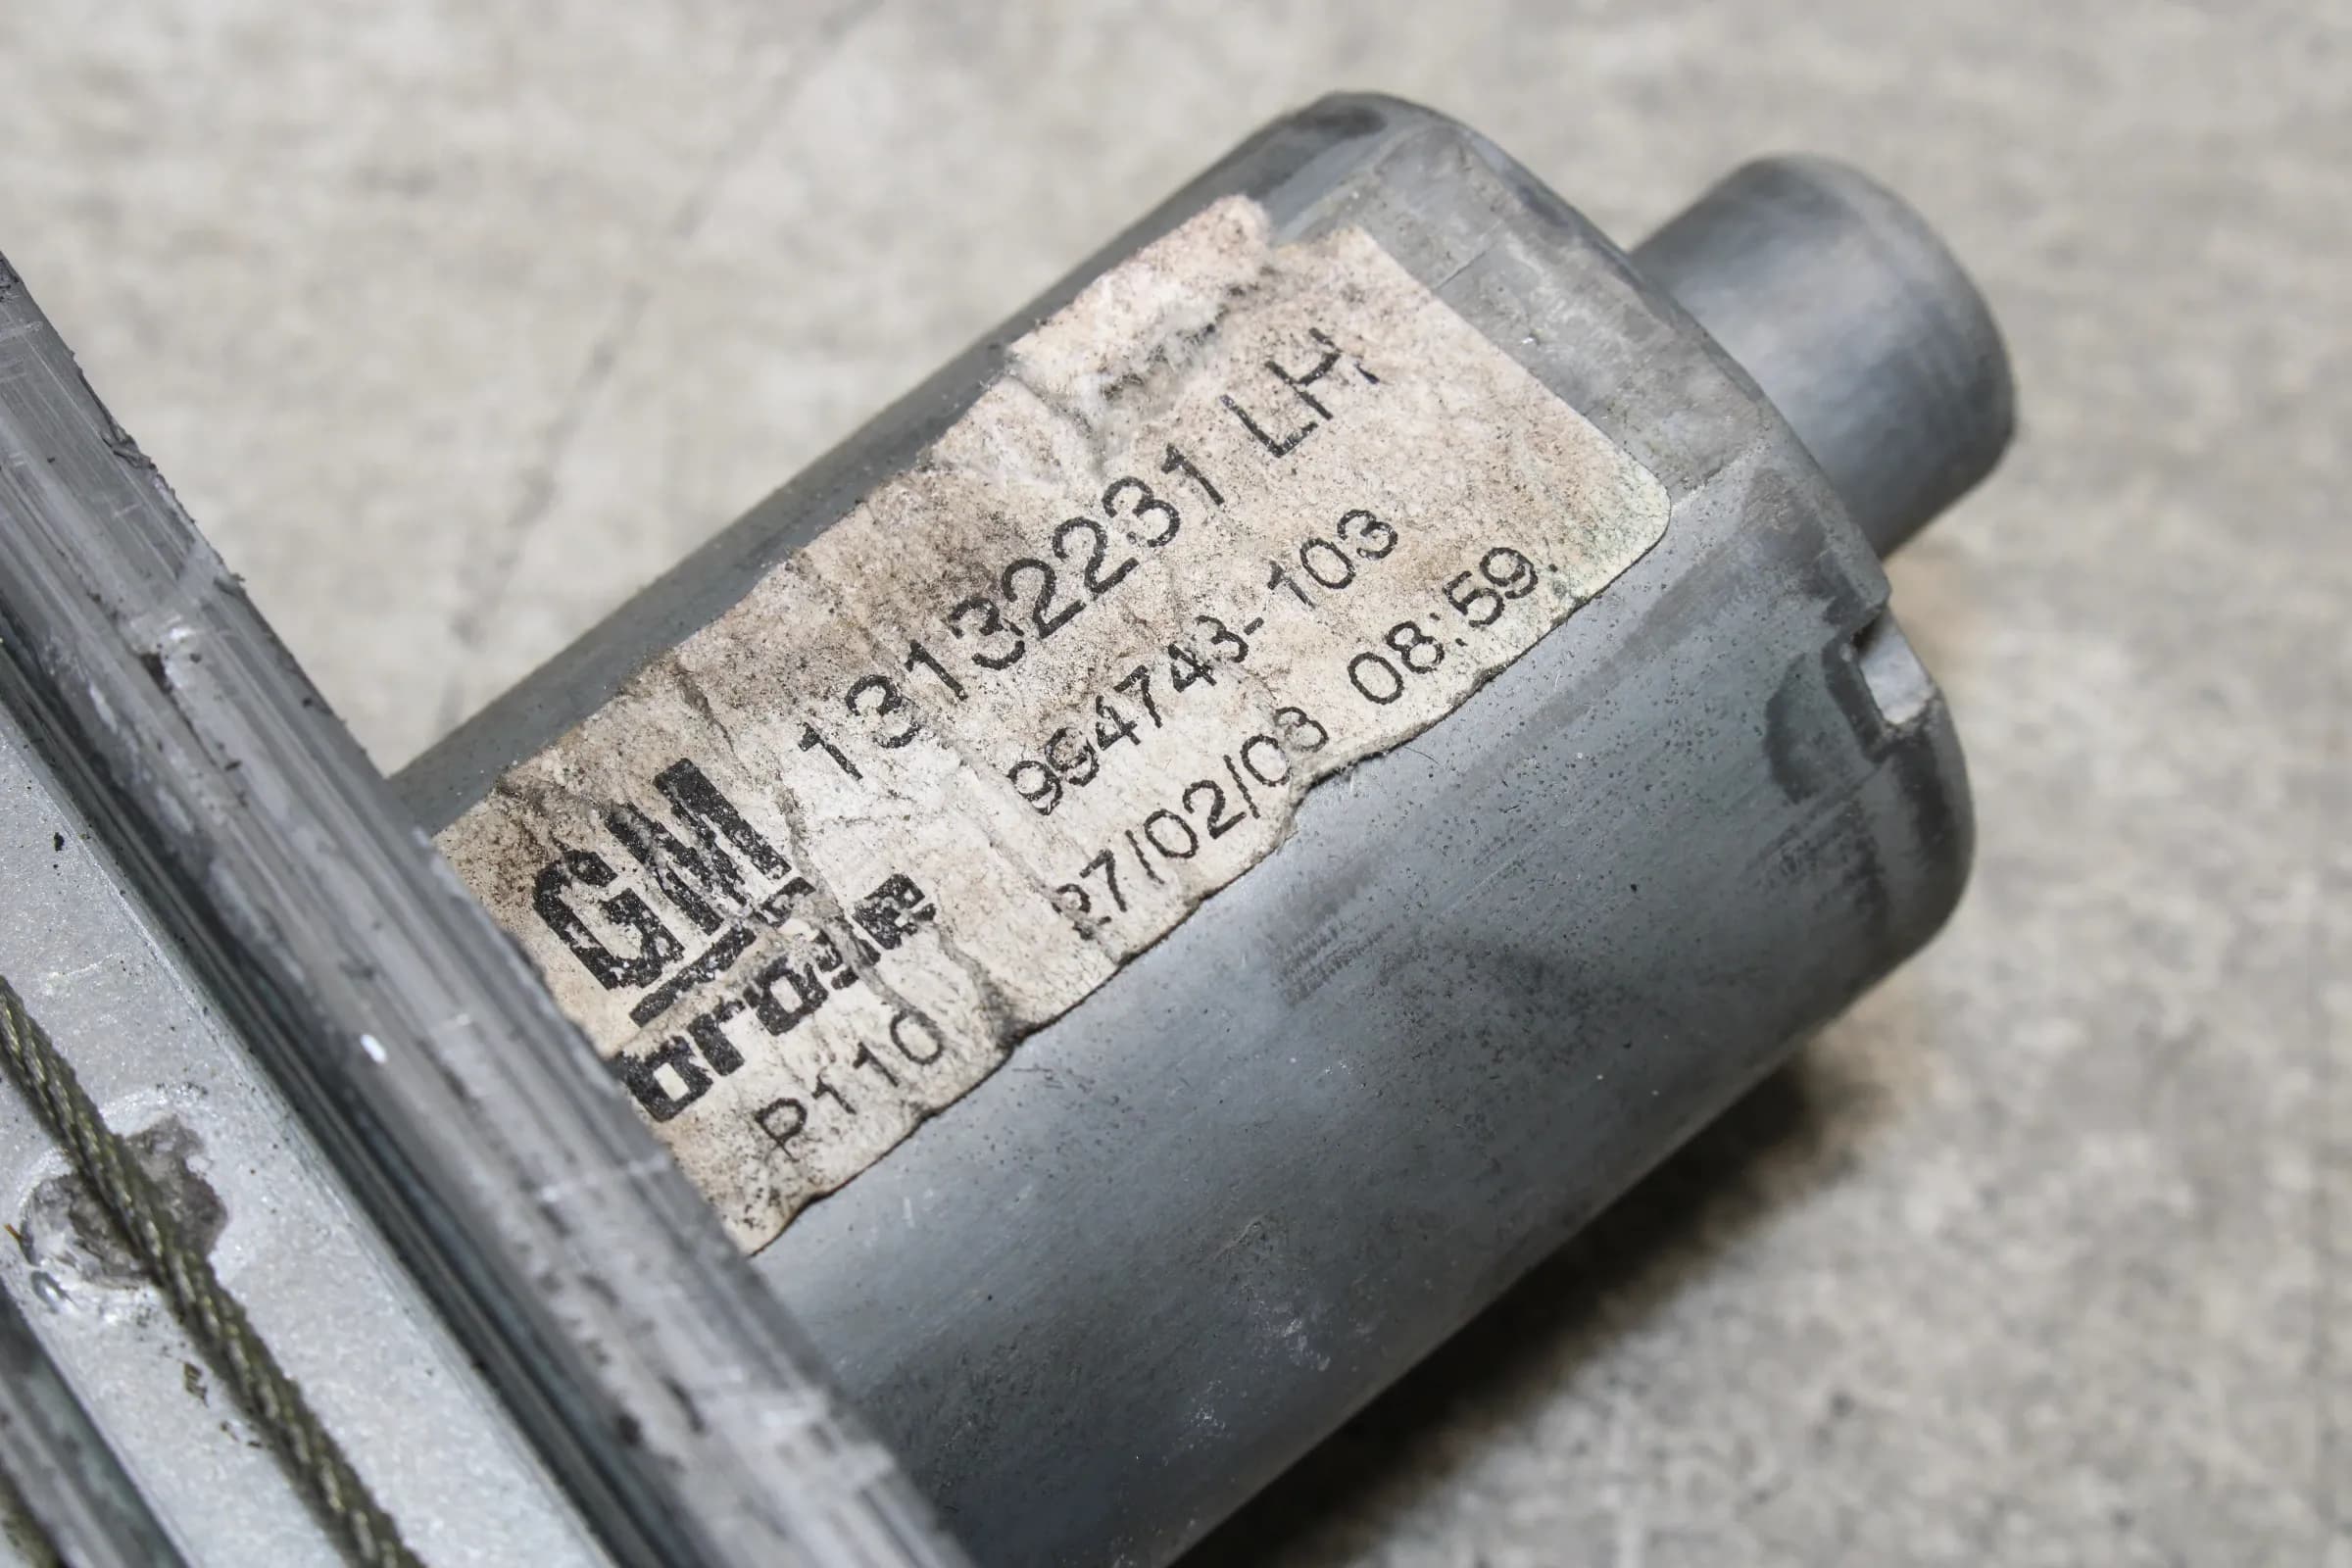 GM 13132231 LH
brose 994743-103
P110 27/02/03 08:59